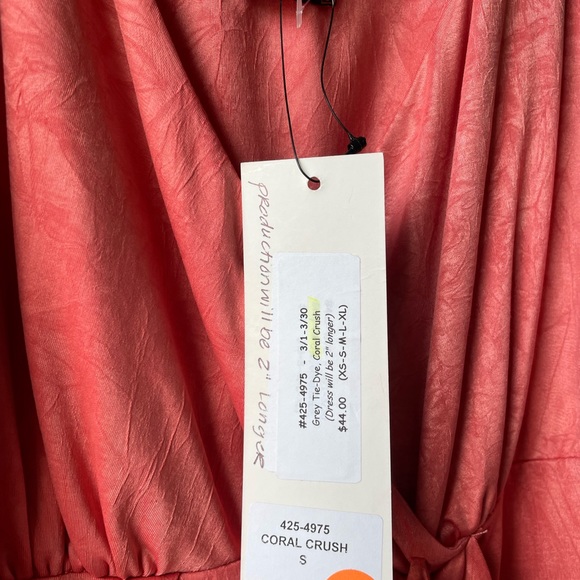 production will be 2" Longer
#425-4975 - 3/1-3/30
Grey Tie-Dye, Coral Crush
(Dress will be 2" longer)
$44.00 (XS-S-M-L-XL)
425-4975
CORAL CRUSH
S